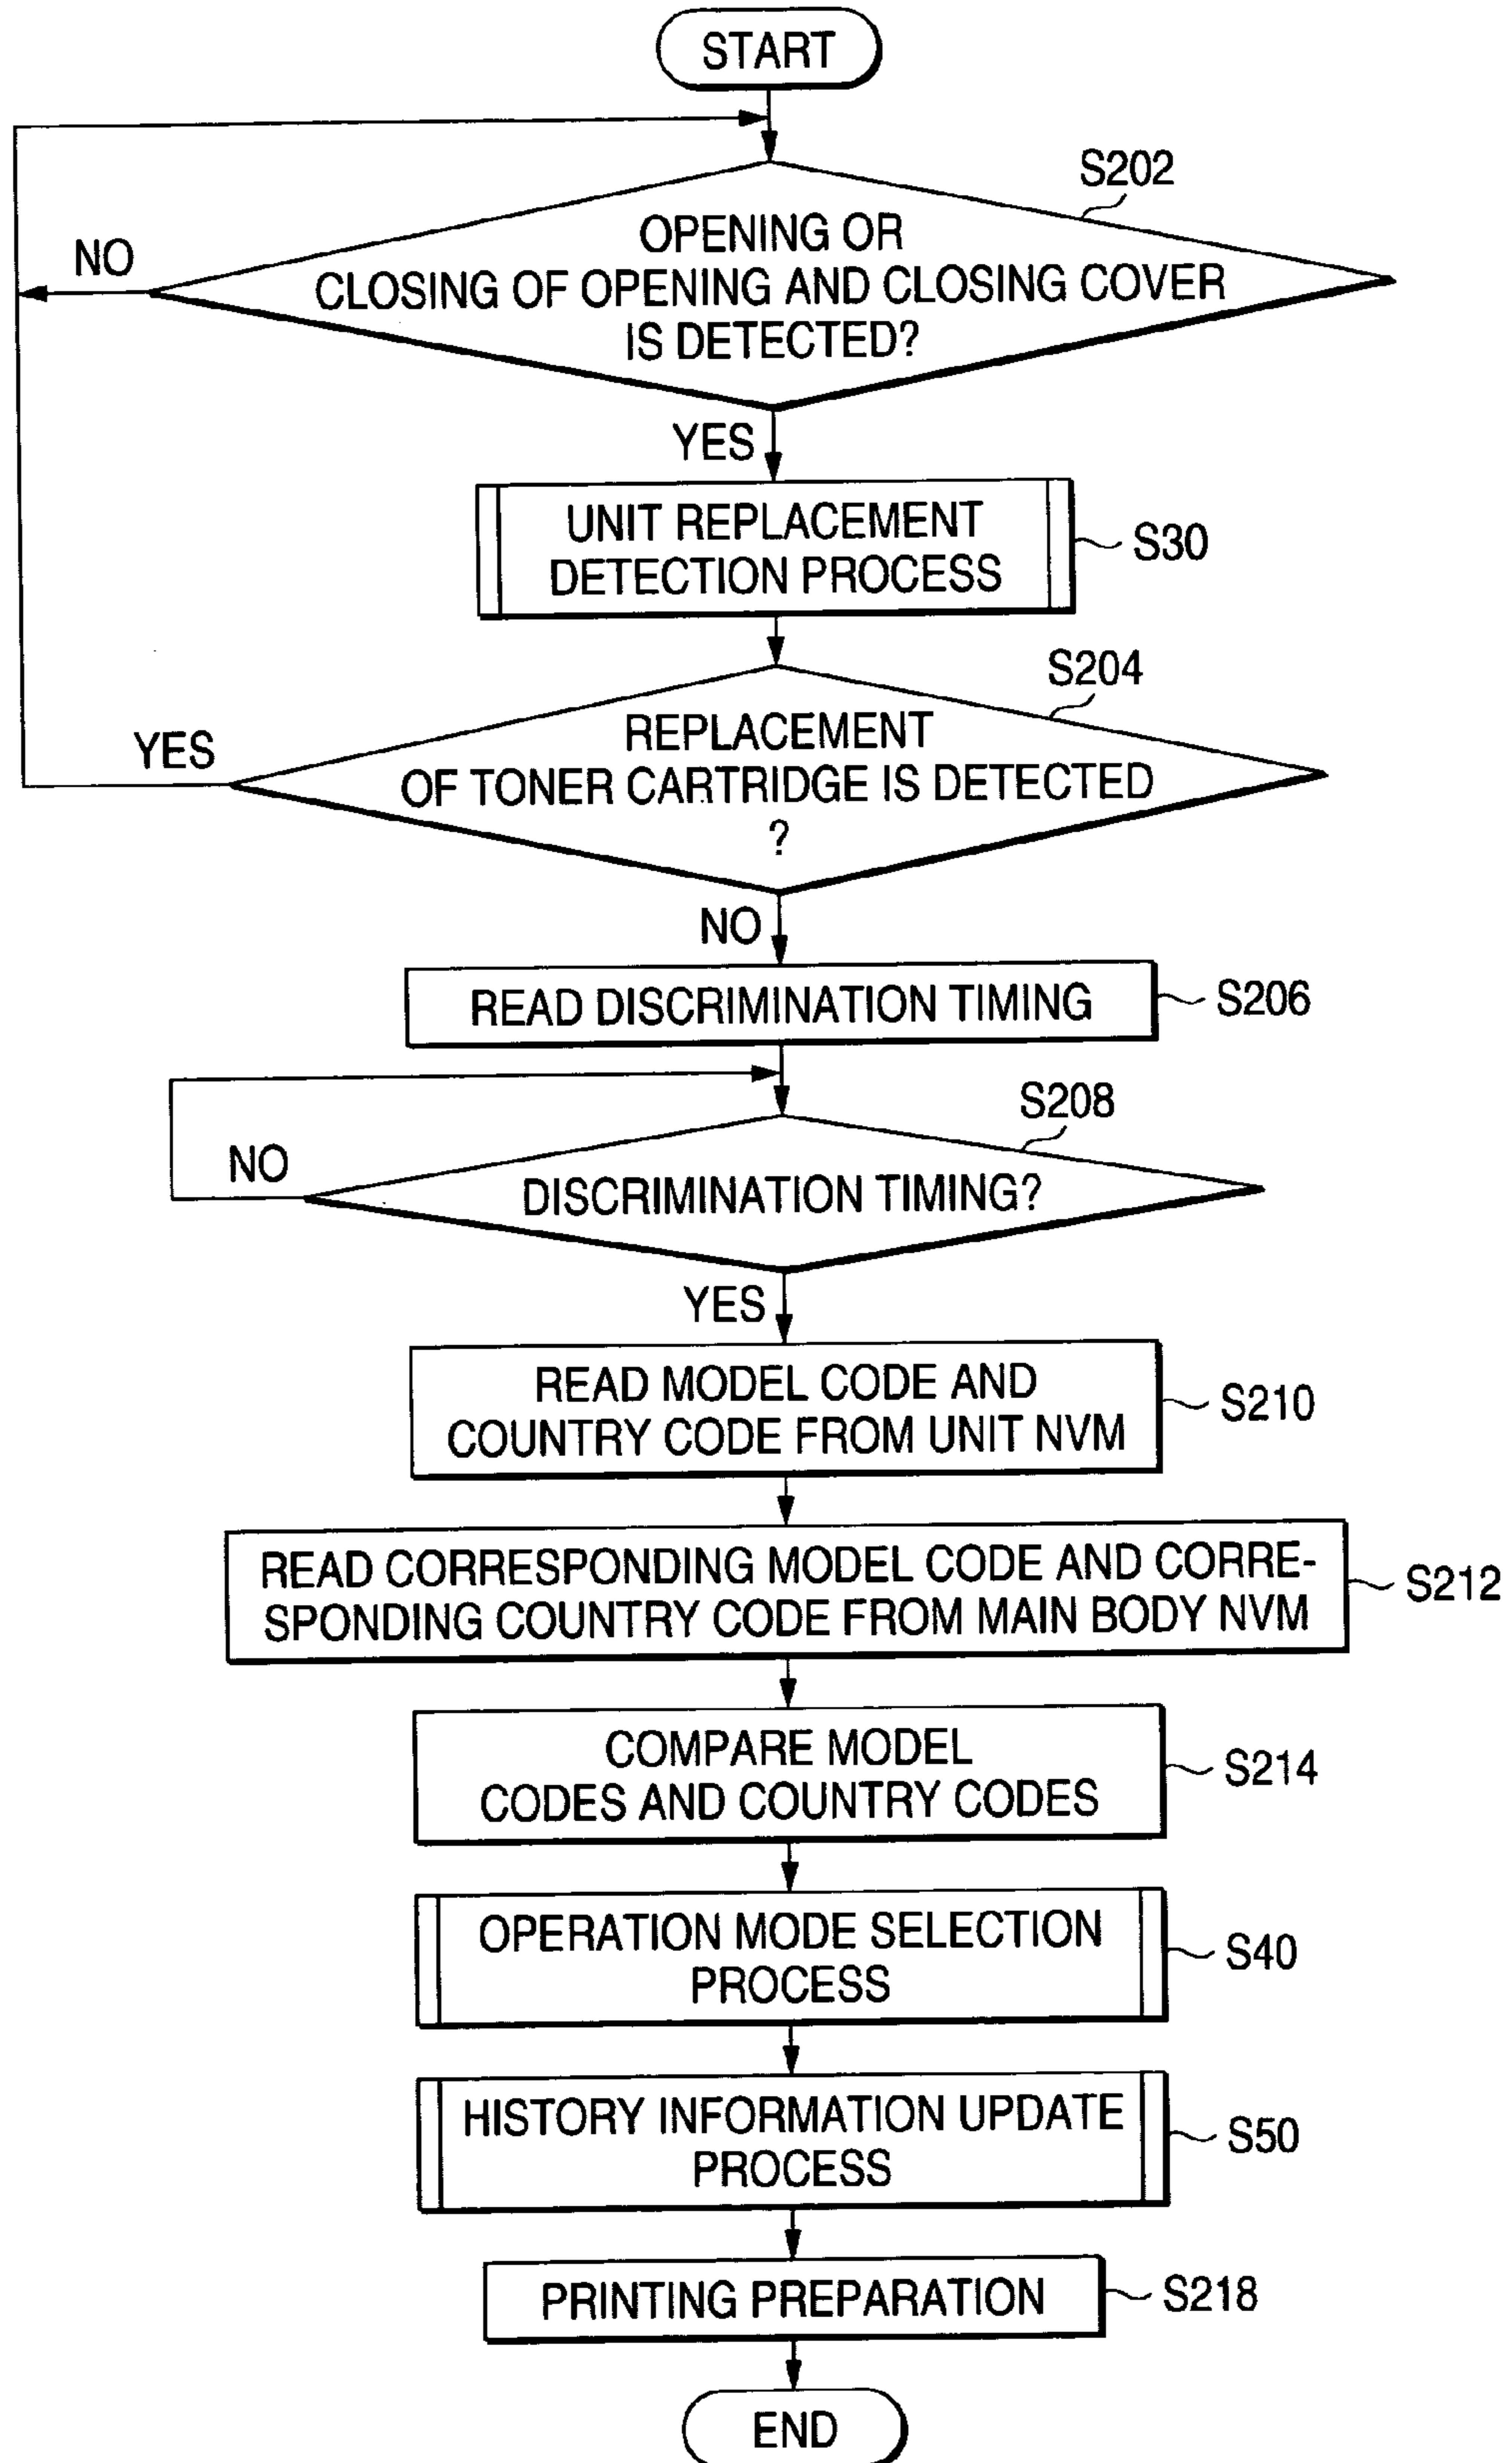 START
S202
OPENING OR
NO
CLOSING OF OPENING AND CLOSING COVER
IS DETECTED?
YES
UNIT REPLACEMENT
DETECTION PROCESS
S30
S204
REPLACEMENT
YES
OF TONER CARTRIDGE IS DETECTED
?
NO
READ DISCRIMINATION TIMING
S206
S208
NO
DISCRIMINATION TIMING?
YES
READ MODEL CODE AND
COUNTRY CODE FROM UNIT NVM
S210
READ CORRESPONDING MODEL CODE AND CORRE-
SPONDING COUNTRY CODE FROM MAIN BODY NVM
S212
COMPARE MODEL
CODES AND COUNTRY CODES
S214
OPERATION MODE SELECTION
PROCESS
S40
HISTORY INFORMATION UPDATE
PROCESS
S50
PRINTING PREPARATION
S218
END